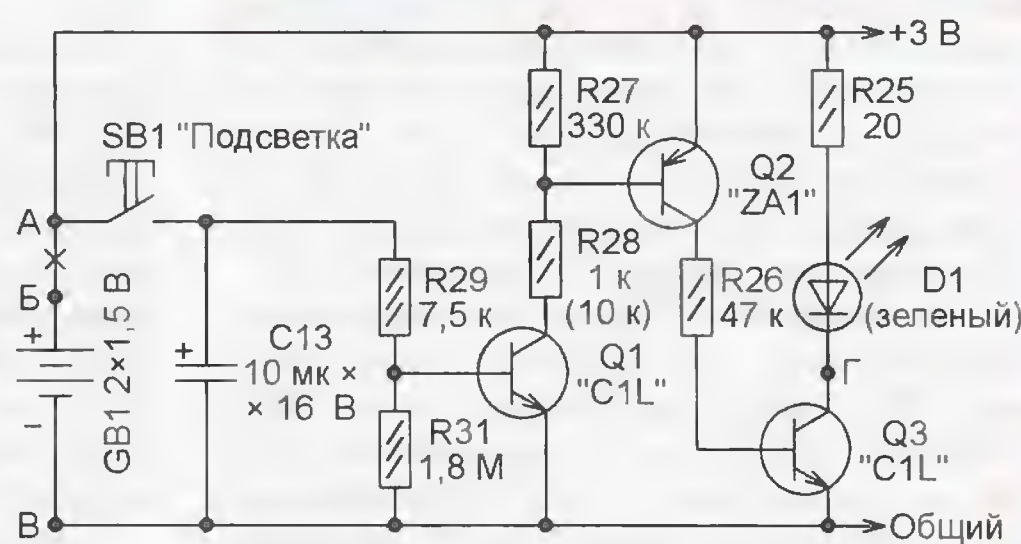 +3 В
R27
330 к
R25
20
SB1 "Подсветка"
Q2
"ZA1"
А
Б
+
GB1 2×1,5 В
–
R29
7,5 к
R28
1 к
(10 к)
R26
47 к
D1
(зеленый)
+
C13
10 мк ×
× 16 В
Q1
"C1L"
Г
R31
1,8 М
Q3
"C1L"
В
Общий